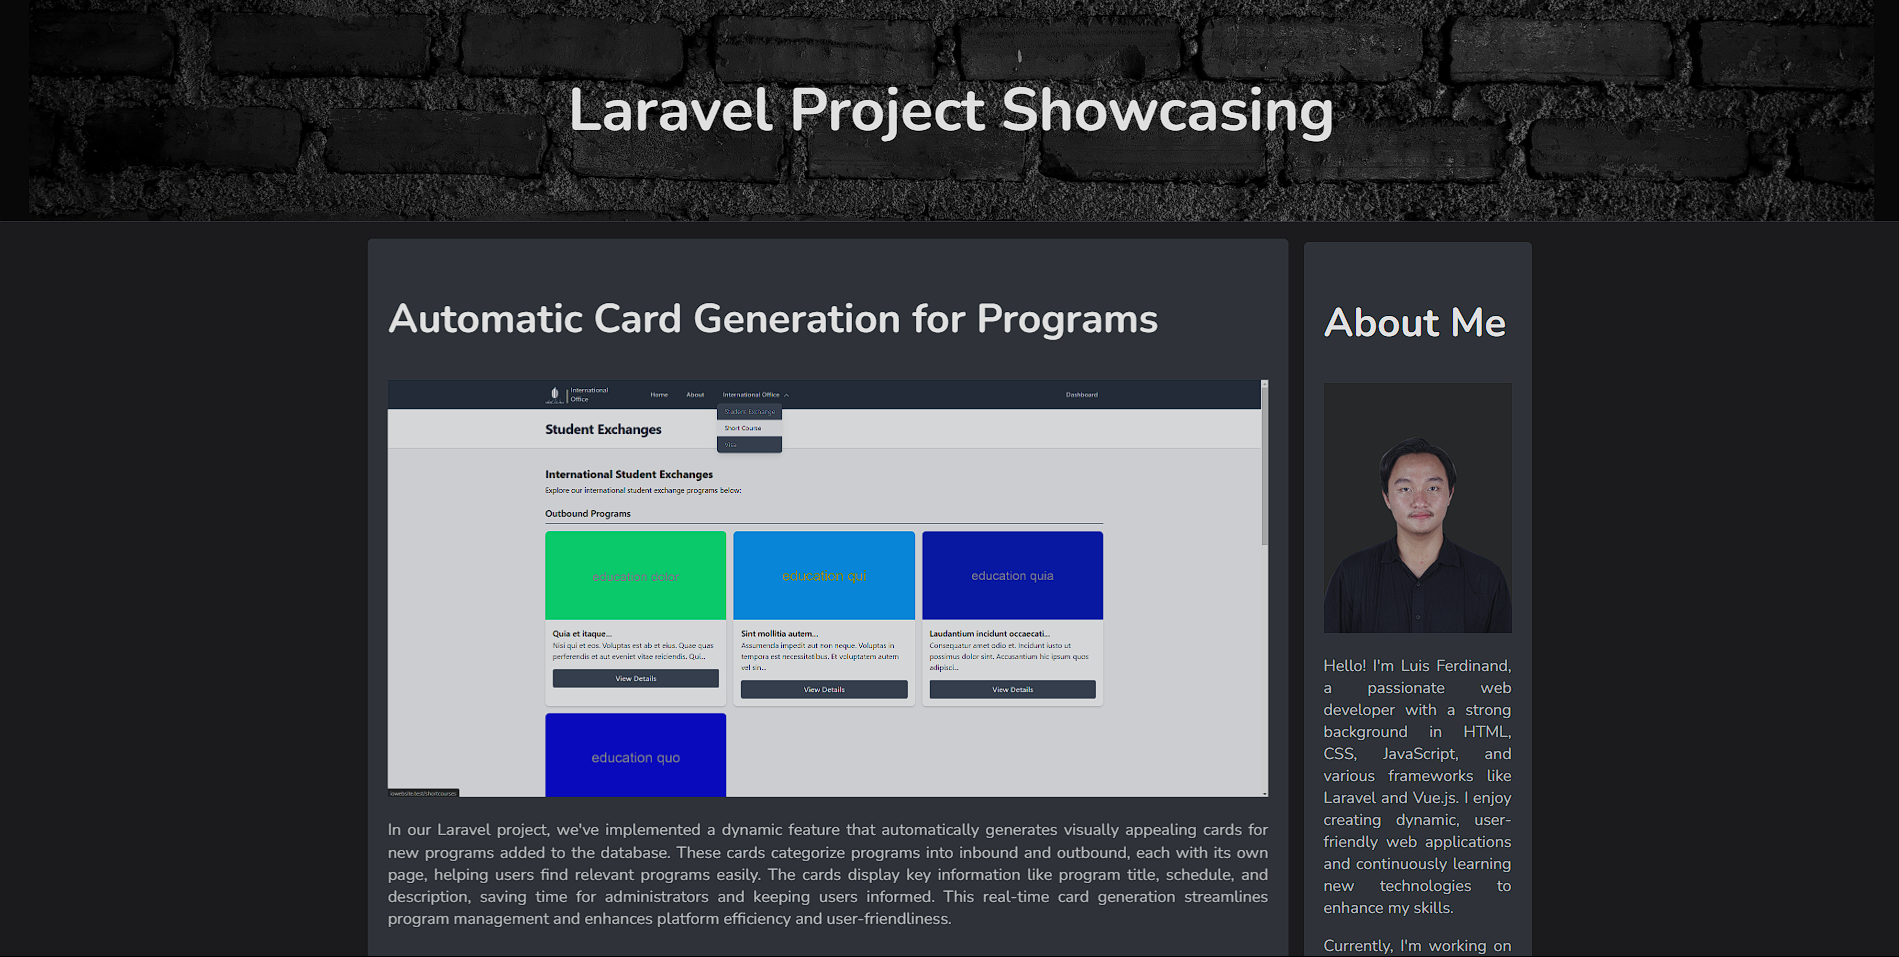 Laravel Project Showcasing
Automatic Card Generation for Programs
International
Office
Home
About
International Office
Dashboard
Student Exchange
Short Course
Visa
Student Exchanges
International Student Exchanges
Explore our international student exchange programs below:
Outbound Programs
education dolor
education qui
education quia
Quia et itaque...
Nisi qui et eos. Voluptas est ab et eius. Quae quas
perferendis et aut eveniet vitae reiciendis. Qui...
View Details
Sint mollitia autem...
Assumenda impedit aut non neque. Voluptas in
tempora est necessitatibus. Et voluptatem autem
vel sin...
View Details
Laudantium incidunt occaecati...
Consequatur amet odio et. Incidunt iusto ut
possimus dolor sint. Accusantium hic ipsum quos
adipisci...
View Details
education quo
iowebsite.test/shortcourses
In our Laravel project, we've implemented a dynamic feature that automatically generates visually appealing cards for
new programs added to the database. These cards categorize programs into inbound and outbound, each with its own
page, helping users find relevant programs easily. The cards display key information like program title, schedule, and
description, saving time for administrators and keeping users informed. This real-time card generation streamlines
program management and enhances platform efficiency and user-friendliness.
About Me
Hello! I'm Luis Ferdinand,
a passionate web
developer with a strong
background in HTML,
CSS, JavaScript, and
various frameworks like
Laravel and Vue.js. I enjoy
creating dynamic, user-
friendly web applications
and continuously learning
new technologies to
enhance my skills.
Currently, I'm working on